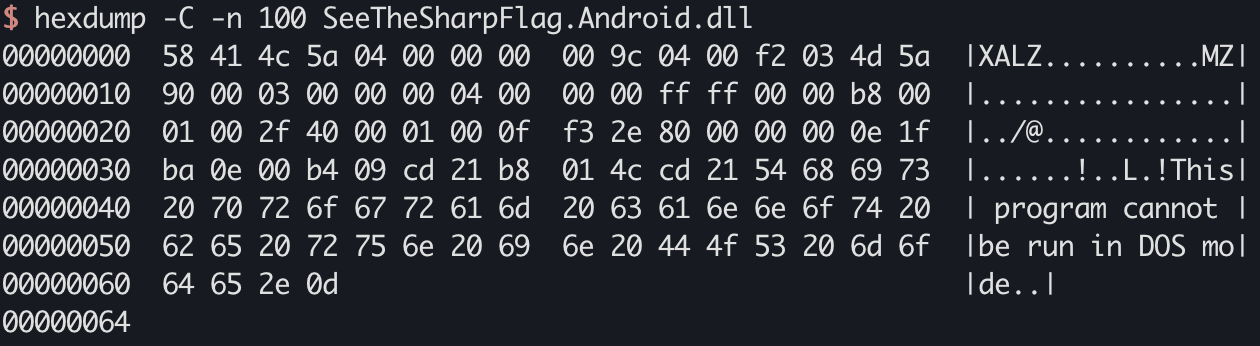 $ hexdump -C -n 100 SeeTheSharpFlag.Android.dll
00000000  58 41 4c 5a 04 00 00 00  00 9c 04 00 f2 03 4d 5a  |XALZ..........MZ|
00000010  90 00 03 00 00 00 04 00  00 00 ff ff 00 00 b8 00  |................|
00000020  01 00 2f 40 00 01 00 0f  f3 2e 80 00 00 00 0e 1f  |../@............|
00000030  ba 0e 00 b4 09 cd 21 b8  01 4c cd 21 54 68 69 73  |......!..L.!This|
00000040  20 70 72 6f 67 72 61 6d  20 63 61 6e 6e 6f 74 20  | program cannot |
00000050  62 65 20 72 75 6e 20 69  6e 20 44 4f 53 20 6d 6f  |be run in DOS mo|
00000060  64 65 2e 0d                                       |de..|
00000064